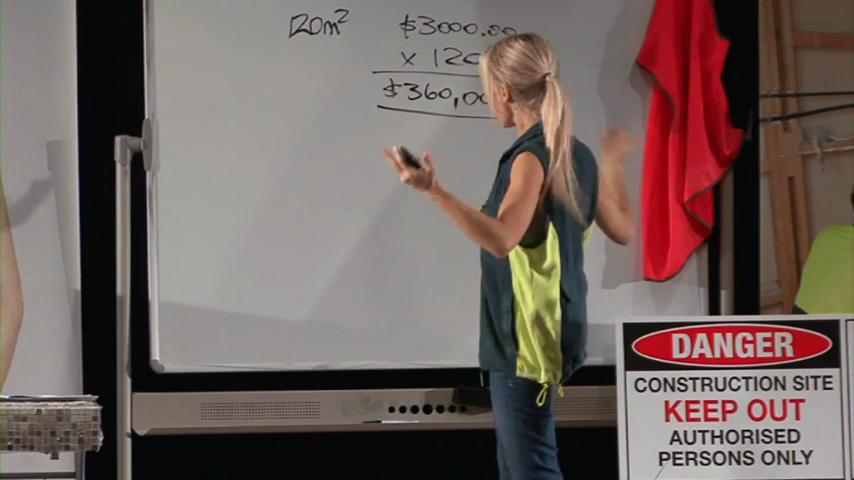 120m²
$3000.00
x 120
$360,00
DANGER
CONSTRUCTION SITE
KEEP OUT
AUTHORISED
PERSONS ONLY